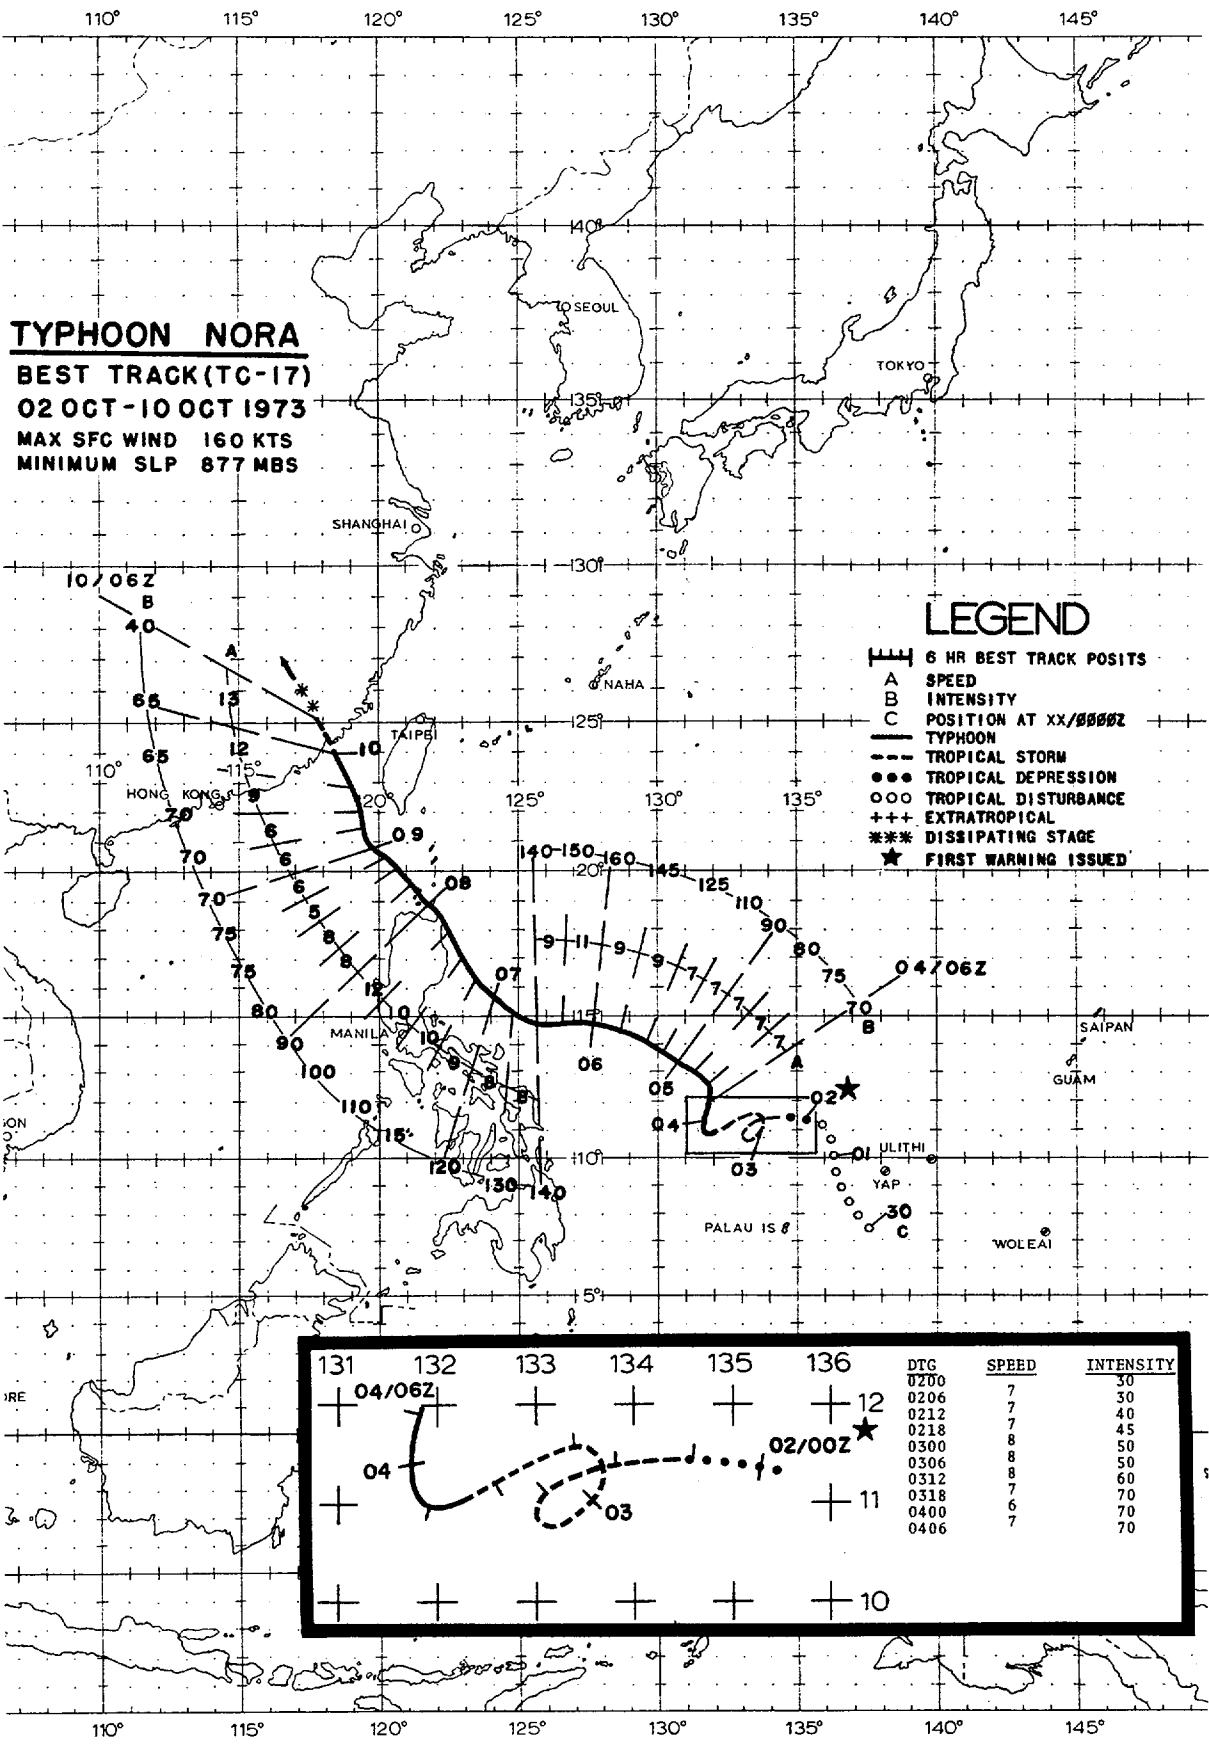 110° 115° 120° 125° 130° 135° 140° 145°
40°
SEOUL
TYPHOON NORA
BEST TRACK (TC-17)
02 OCT - 10 OCT 1973
MAX SFC WIND 160 KTS
MINIMUM SLP 877 MBS
TOKYO
35°
SHANGHAI
30°
10/06Z
B
40
A
LEGEND
6 HR BEST TRACK POSITS
A SPEED
B INTENSITY
C POSITION AT XX/0000Z
TYPHOON
TROPICAL STORM
TROPICAL DEPRESSION
OOO TROPICAL DISTURBANCE
+++ EXTRATROPICAL
*** DISSIPATING STAGE
★ FIRST WARNING ISSUED
NAHA
65 13
25°
TAIPEI
12 10
65
110° 115° 120° 125° 130° 135°
HONG KONG
9
70
6 09
70 6
140 150 160 145 125 110 90 80 75 70
20°
08
70 6
5
75 8
9 11 9 9 7 7 7 7 7
04/06Z
B
75 8
07
12
80 10
15°
MANILA
SAIPAN
90 10
06
A
100 9
05
GUAM
8
8
02 ★
110
04
115
03
01 ULITHI
120
10°
YAP
130 140
30
C
PALAU IS
WOLEAI
5°
131 132 133 134 135 136
04/06Z
12
02/00Z ★
04
03
11
10
DTG SPEED INTENSITY
0200 30
7
0206 30
7
0212 40
7
0218 45
8
0300 50
8
0306 50
8
0312 60
7
0318 70
6
0400 70
7
0406 70
110° 115° 120° 125° 130° 135° 140° 145°